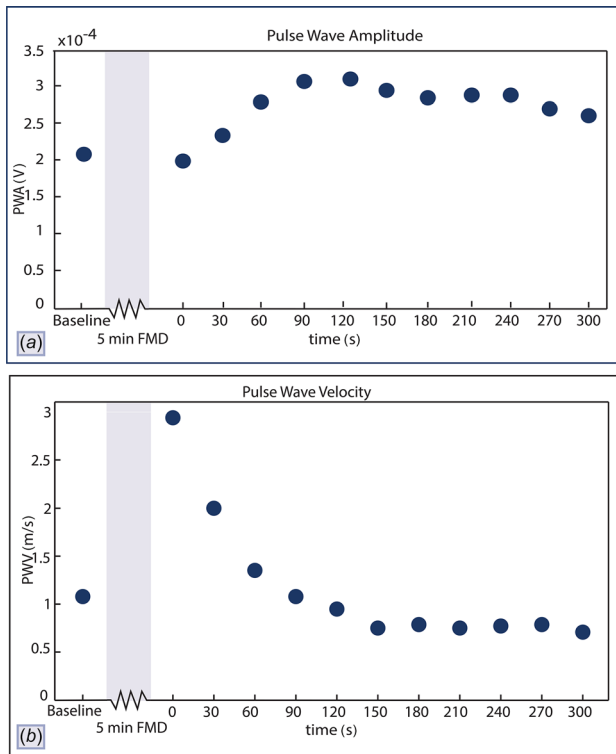 x10-4
Pulse Wave Amplitude
3.5
3
2.5
2
1.5
1
0.5
0
PWA (V)
Baseline
0 30 60 90 120 150 180 210 240 270 300
5 min FMD
time (s)
(a)
Pulse Wave Velocity
3
2.5
2
1.5
1
0.5
0
PWV (m/s)
Baseline
0 30 60 90 120 150 180 210 240 270 300
5 min FMD
time (s)
(b)